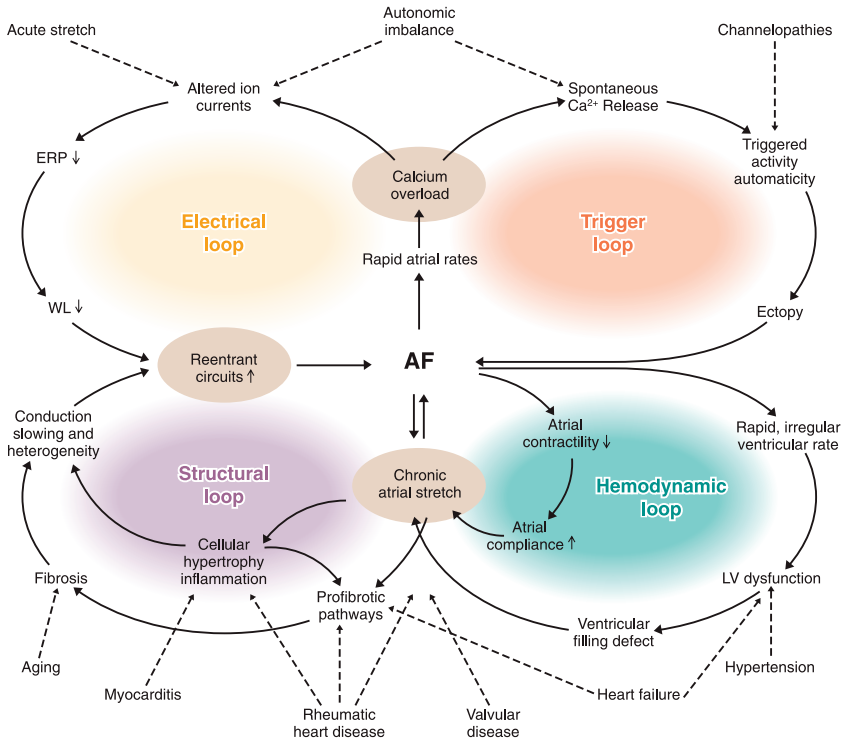 Acute stretch
Autonomic
imbalance
Channelopathies
Altered ion
currents
Spontaneous
Ca²⁺ Release
ERP ↓
Calcium
overload
Triggered
activity
automaticity
Electrical
loop
Trigger
loop
Rapid atrial rates
WL ↓
Ectopy
Reentrant
circuits ↑
AF
Conduction
slowing and
heterogeneity
Atrial
contractility ↓
Rapid, irregular
ventricular rate
Structural
loop
Chronic
atrial stretch
Hemodynamic
loop
Cellular
hypertrophy
inflammation
Atrial
compliance ↑
Fibrosis
Profibrotic
pathways
LV dysfunction
Ventricular
filling defect
Aging
Hypertension
Myocarditis
Heart failure
Rheumatic
heart disease
Valvular
disease